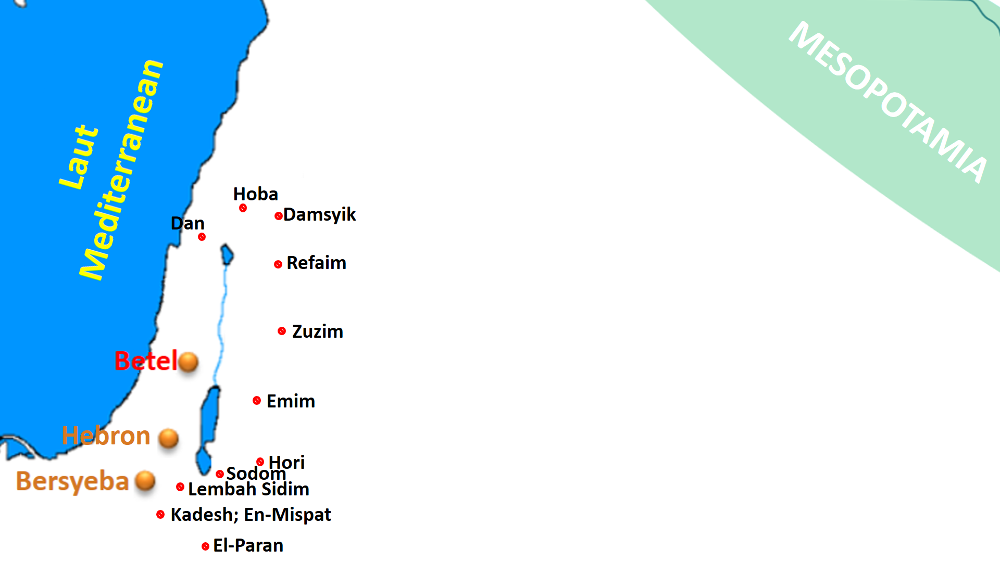 MESOPOTAMIA
Laut
Mediterranean
Hoba
Damsyik
Dan
Refaim
Zuzim
Betel
Emim
Hebron
Hori
Sodom
Bersyeba
Lembah Sidim
Kadesh; En-Mispat
El-Paran